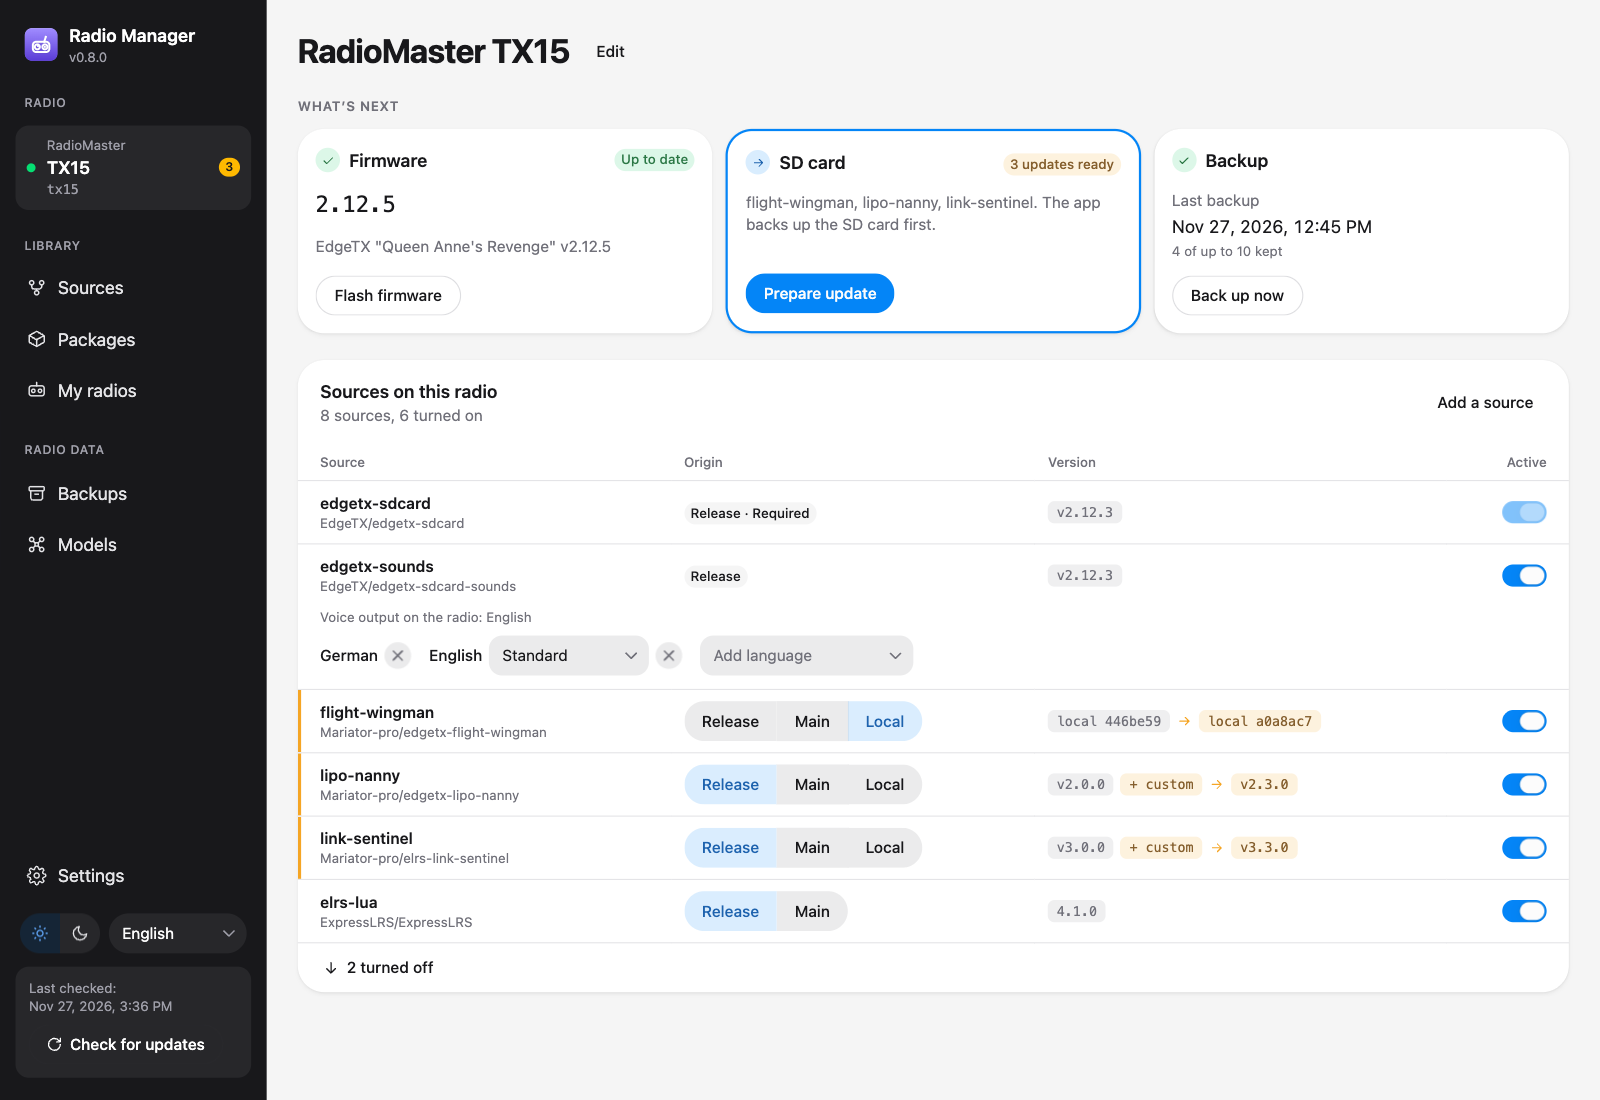 Radio Manager
v0.8.0
RADIO
RadioMaster
TX15
3
tx15
LIBRARY
Sources
Packages
My radios
RADIO DATA
Backups
Models
Settings
English
Last checked:
Nov 27, 2026, 3:36 PM
Check for updates
RadioMaster TX15
Edit
WHAT'S NEXT
Firmware
Up to date
2.12.5
EdgeTX "Queen Anne's Revenge" v2.12.5
Flash firmware
SD card
3 updates ready
flight-wingman, lipo-nanny, link-sentinel. The app
backs up the SD card first.
Prepare update
Backup
Last backup
Nov 27, 2026, 12:45 PM
4 of up to 10 kept
Back up now
Sources on this radio
8 sources, 6 turned on
Add a source
Source Origin Version Active
edgetx-sdcard
EdgeTX/edgetx-sdcard
Release · Required
v2.12.3
edgetx-sounds
EdgeTX/edgetx-sdcard-sounds
Release
v2.12.3
Voice output on the radio: English
German English Standard Add language
flight-wingman
Mariator-pro/edgetx-flight-wingman
Release Main Local
local 446be59 → local a0a8ac7
lipo-nanny
Mariator-pro/edgetx-lipo-nanny
Release Main Local
v2.0.0 + custom → v2.3.0
link-sentinel
Mariator-pro/elrs-link-sentinel
Release Main Local
v3.0.0 + custom → v3.3.0
elrs-lua
ExpressLRS/ExpressLRS
Release Main
4.1.0
↓ 2 turned off